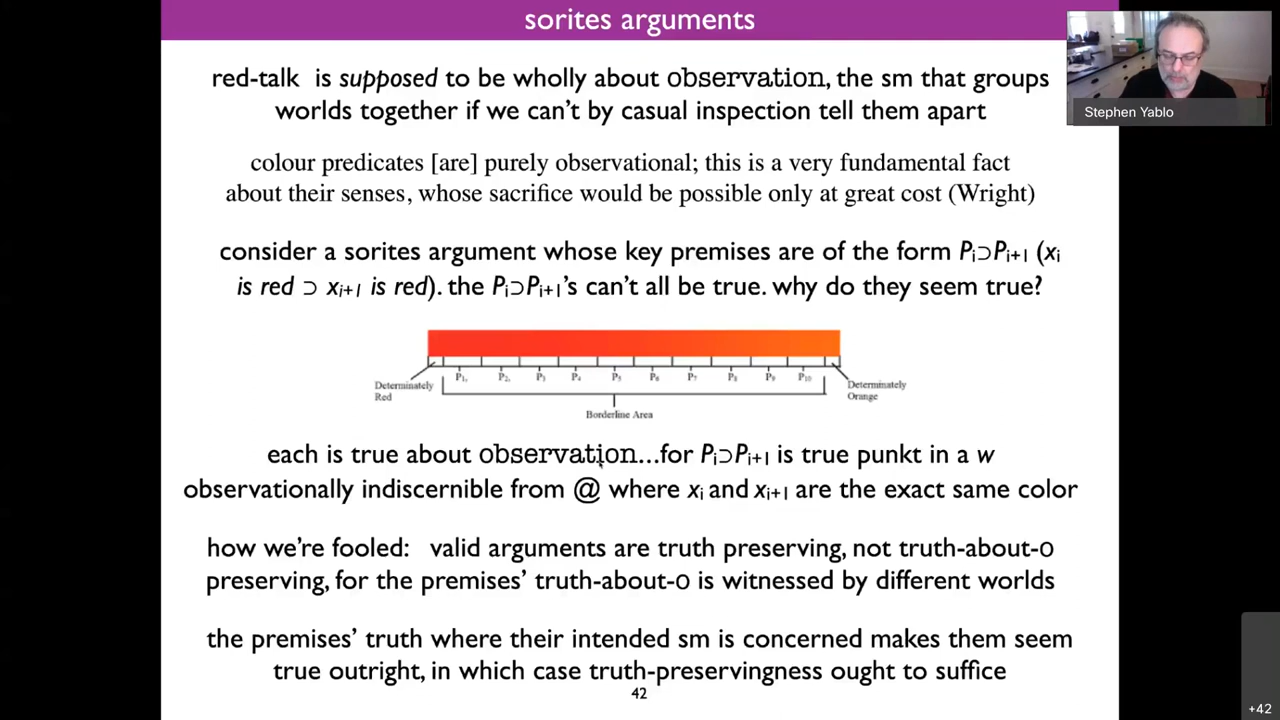 sorites arguments
Stephen Yablo
red-talk is supposed to be wholly about observation, the sm that groups
worlds together if we can't by casual inspection tell them apart
colour predicates [are] purely observational; this is a very fundamental fact
about their senses, whose sacrifice would be possible only at great cost (Wright)
consider a sorites argument whose key premises are of the form Pi⊃Pi+1 (xi
is red ⊃ xi+1 is red). the Pi⊃Pi+1's can't all be true. why do they seem true?
P1, P2, P3 P4 P5 P6 P7 P8 P9 P10
Determinately
Red
Determinately
Orange
Borderline Area
each is true about observation...for Pi⊃Pi+1 is true punkt in a w
observationally indiscernible from @ where xi and xi+1 are the exact same color
how we're fooled: valid arguments are truth preserving, not truth-about-o
preserving, for the premises' truth-about-o is witnessed by different worlds
the premises' truth where their intended sm is concerned makes them seem
true outright, in which case truth-preservingness ought to suffice
42
+42